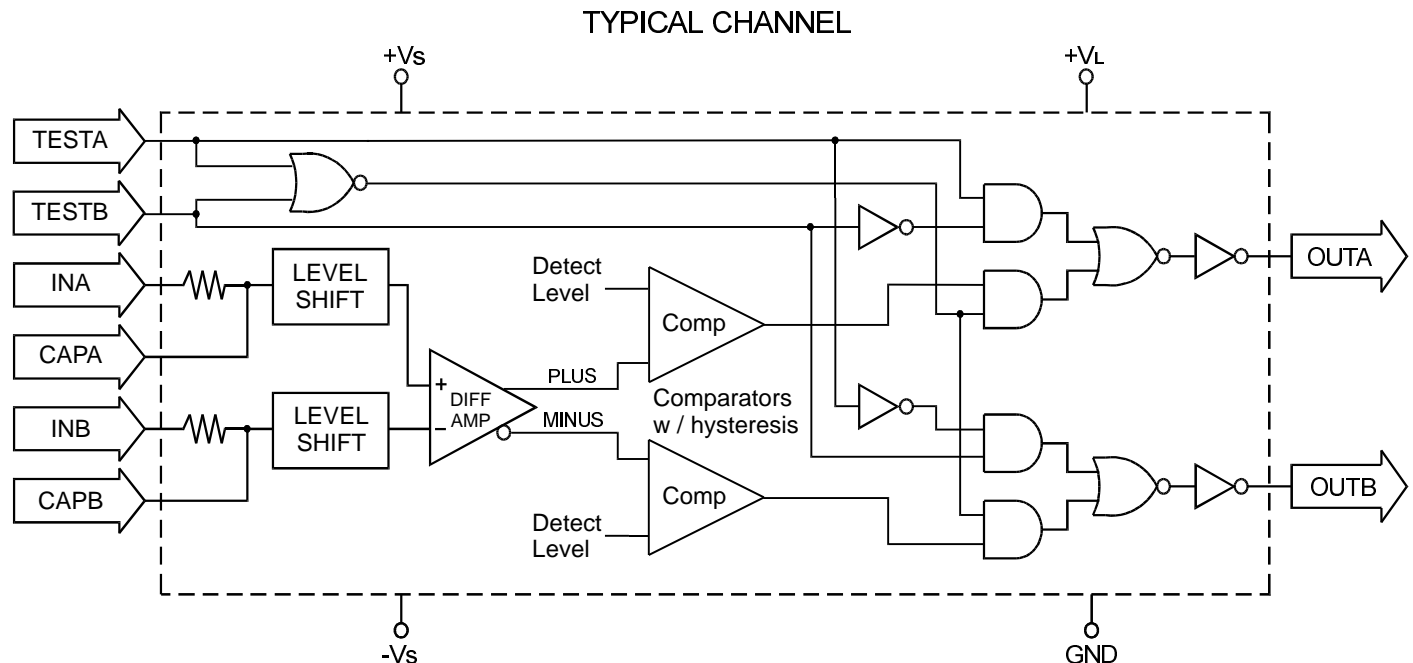 TYPICAL CHANNEL
+VS
+VL
TESTA
TESTB
INA
CAPA
INB
CAPB
LEVEL
SHIFT
LEVEL
SHIFT
+
DIFF
AMP
−
PLUS
MINUS
Detect
Level
Comp
Comparators
w / hysteresis
Comp
Detect
Level
OUTA
OUTB
-VS
GND